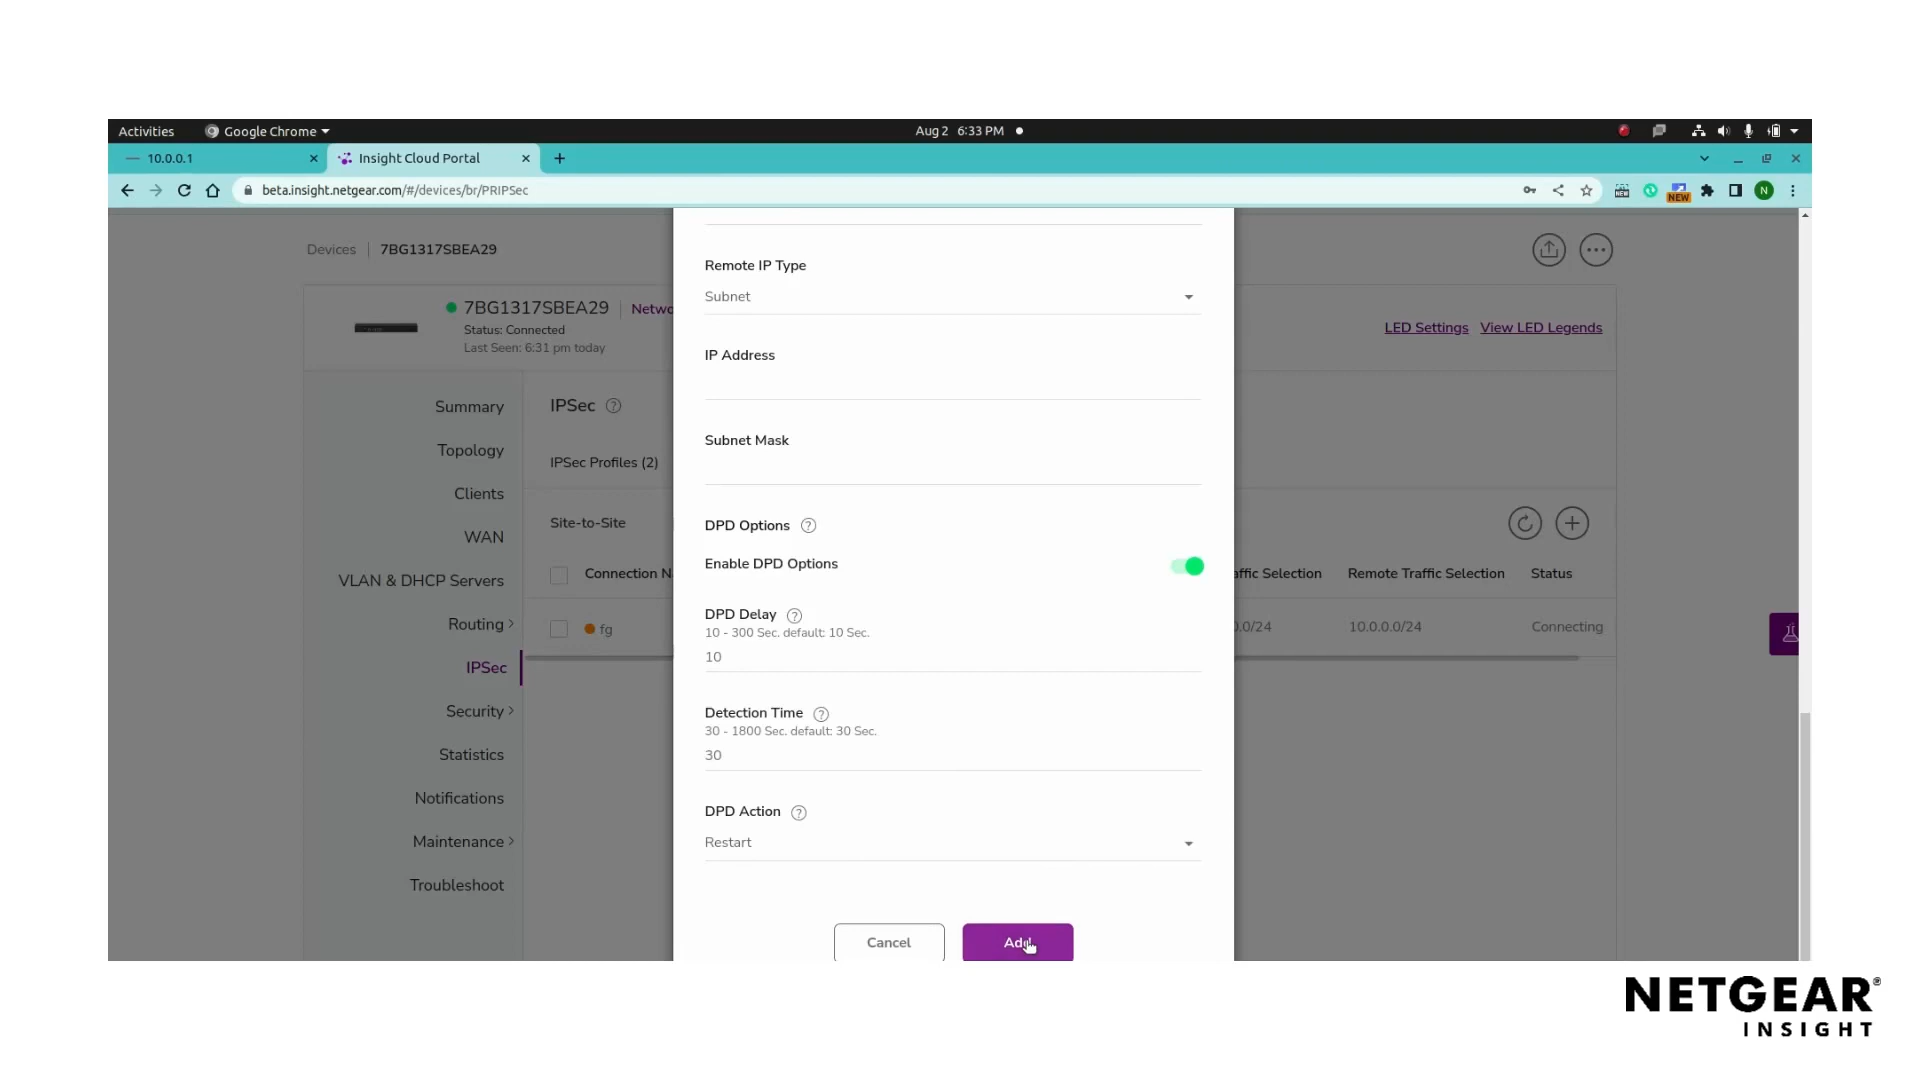 Activities
Google Chrome
Aug 2 6:33 PM
10.0.0.1
Insight Cloud Portal
beta.insight.netgear.com/#/devices/br/PRIPSec
NEW
N
Devices
7BG1317SBEA29
7BG1317SBEA29
Netwo
Status: Connected
Last Seen: 6:31 pm today
LED Settings
View LED Legends
Summary
Topology
Clients
WAN
VLAN & DHCP Servers
Routing
IPSec
Security
Statistics
Notifications
Maintenance
Troubleshoot
IPSec
IPSec Profiles (2)
Site-to-Site
Connection N
affic Selection
Remote Traffic Selection
Status
fg
0.0/24
10.0.0.0/24
Connecting
Remote IP Type
Subnet
IP Address
Subnet Mask
DPD Options
Enable DPD Options
DPD Delay
10 - 300 Sec. default: 10 Sec.
10
Detection Time
30 - 1800 Sec. default: 30 Sec.
30
DPD Action
Restart
Cancel
Add
NETGEAR®
INSIGHT